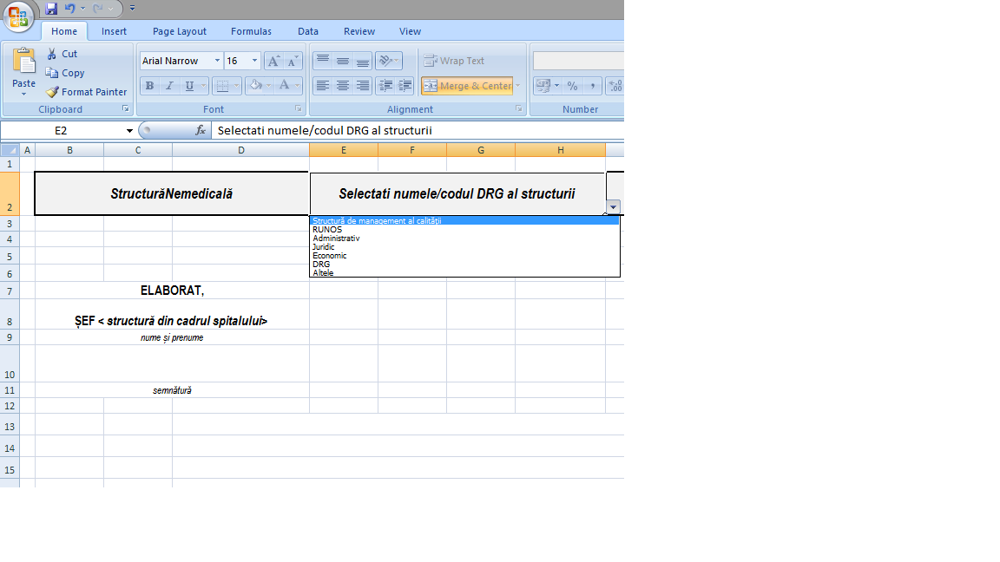 Home Insert Page Layout Formulas Data Review View
Cut
Copy
Format Painter
Paste
Arial Narrow 16
B I U
Wrap Text
Merge & Center
% ,
Clipboard Font Alignment Number
E2 fx Selectati numele/codul DRG al structurii
A B C D E F G H
1
2 StructurăNemedicală Selectati numele/codul DRG al structurii
Structură de management al calității
RUNOS
Administrativ
Juridic
Economic
DRG
Altele
3
4
5
6
7 ELABORAT,
8 ȘEF < structură din cadrul spitalului>
9 nume și prenume
10
11 semnătură
12
13
14
15